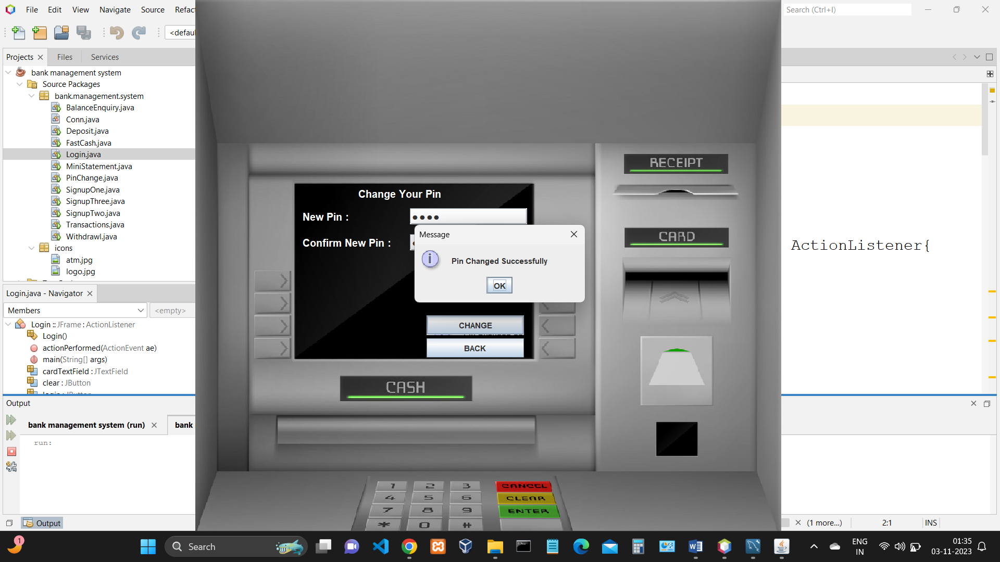 File Edit View Navigate Source Refact
Search (Ctrl+I)
<defaul
Projects Files Services
bank management system
Source Packages
bank.management.system
BalanceEnquiry.java
Conn.java
Deposit.java
FastCash.java
Login.java
MiniStatement.java
PinChange.java
SignupOne.java
SignupThree.java
SignupTwo.java
Transactions.java
Withdrawl.java
icons
atm.jpg
logo.jpg
Login.java - Navigator
Members
<empty>
Login :: JFrame : ActionListener
Login()
actionPerformed(ActionEvent ae)
main(String[] args)
cardTextField : JTextField
clear : JButton
Output
bank management system (run)
bank
run:
Output
Change Your Pin
New Pin :
Confirm New Pin :
Message
Pin Changed Successfully
OK
CHANGE
BACK
CASH
RECEIPT
CARD
1 2 3 CANCEL
4 5 6 CLEAR
7 8 9 ENTER
* 0 #
ActionListener{
(1 more...)
2:1
INS
1
Search
ENG
IN
01:35
03-11-2023